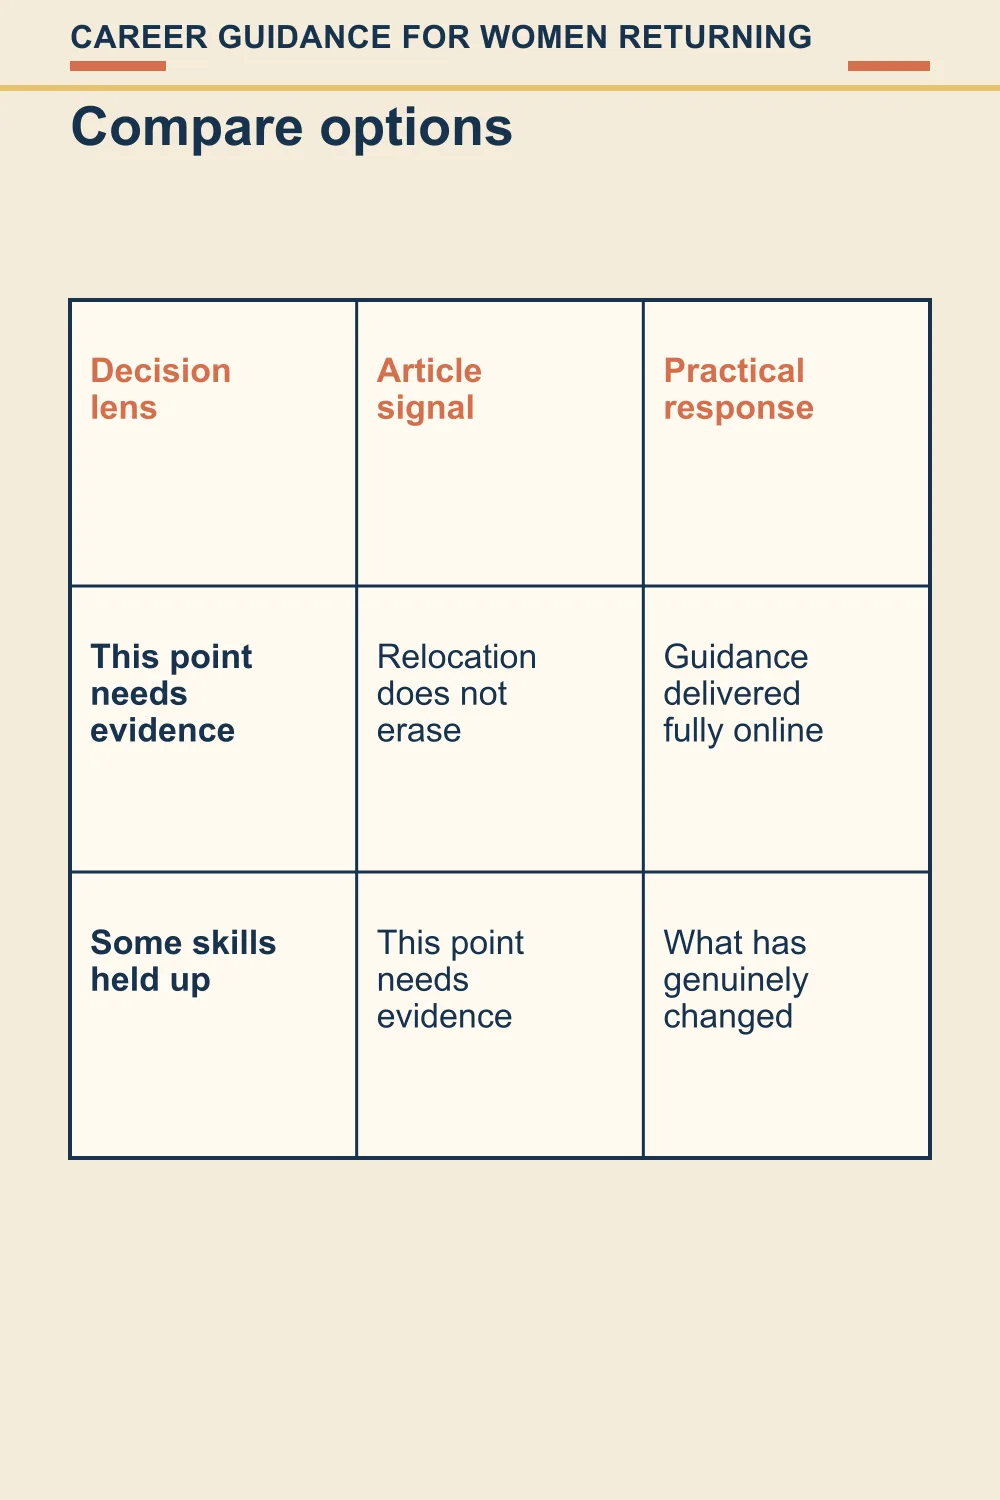 CAREER GUIDANCE FOR WOMEN RETURNING
Compare options
Decision
lens
Article
signal
Practical
response
This point
needs
evidence
Relocation
does not
erase
Guidance
delivered
fully online
Some skills
held up
This point
needs
evidence
What has
genuinely
changed